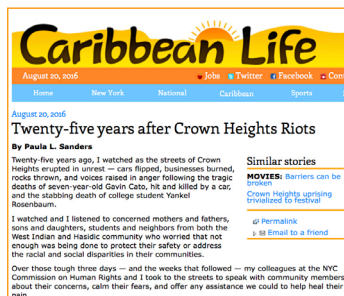 Caribbean Life
August 20, 2016 Jobs Twitter Facebook Con
Home New York National Caribbean Sports
August 20, 2016
Twenty-five years after Crown Heights Riots
By Paula L. Sanders
Twenty-five years ago, I watched as the streets of Crown
Heights erupted in unrest — cars flipped, businesses burned,
rocks thrown, and voices raised in anger following the tragic
deaths of seven-year-old Gavin Cato, hit and killed by a car,
and the stabbing death of college student Yankel
Rosenbaum.
I watched and I listened to concerned mothers and fathers,
sons and daughters, students and neighbors from both the
West Indian and Hasidic community who worried that not
enough was being done to protect their safety or address
the racial and social disparities in their communities.
Similar stories
MOVIES: Barriers can be
broken
Crown Heights uprising
trivialized to festival
Permalink
Email to a friend
Over those tough three days — and the weeks that followed — my colleagues at the NYC
Commission on Human Rights and I took to the streets to speak with community members
about their concerns, calm their fears, and offer any assistance we could to help heal their
pain